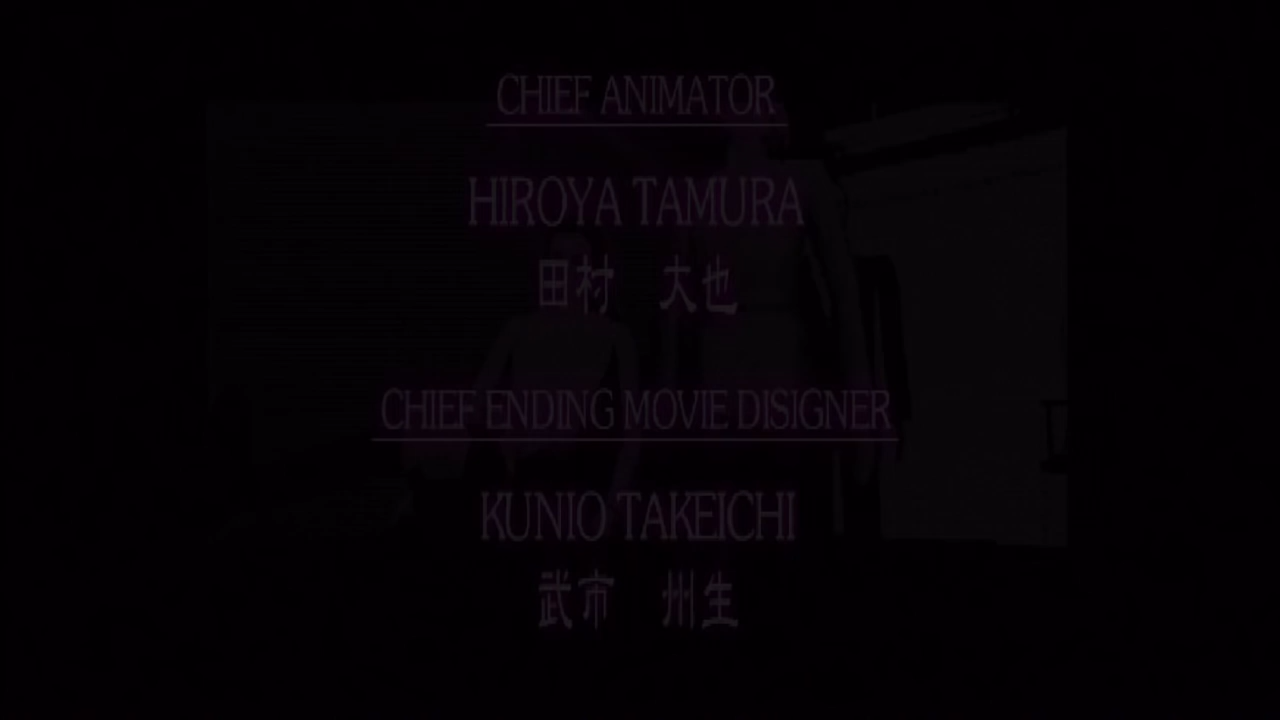 CHIEF ANIMATOR
HIROYA TAMURA
田村 大也
CHIEF ENDING MOVIE DISIGNER
KUNIO TAKEICHI
武市 州生